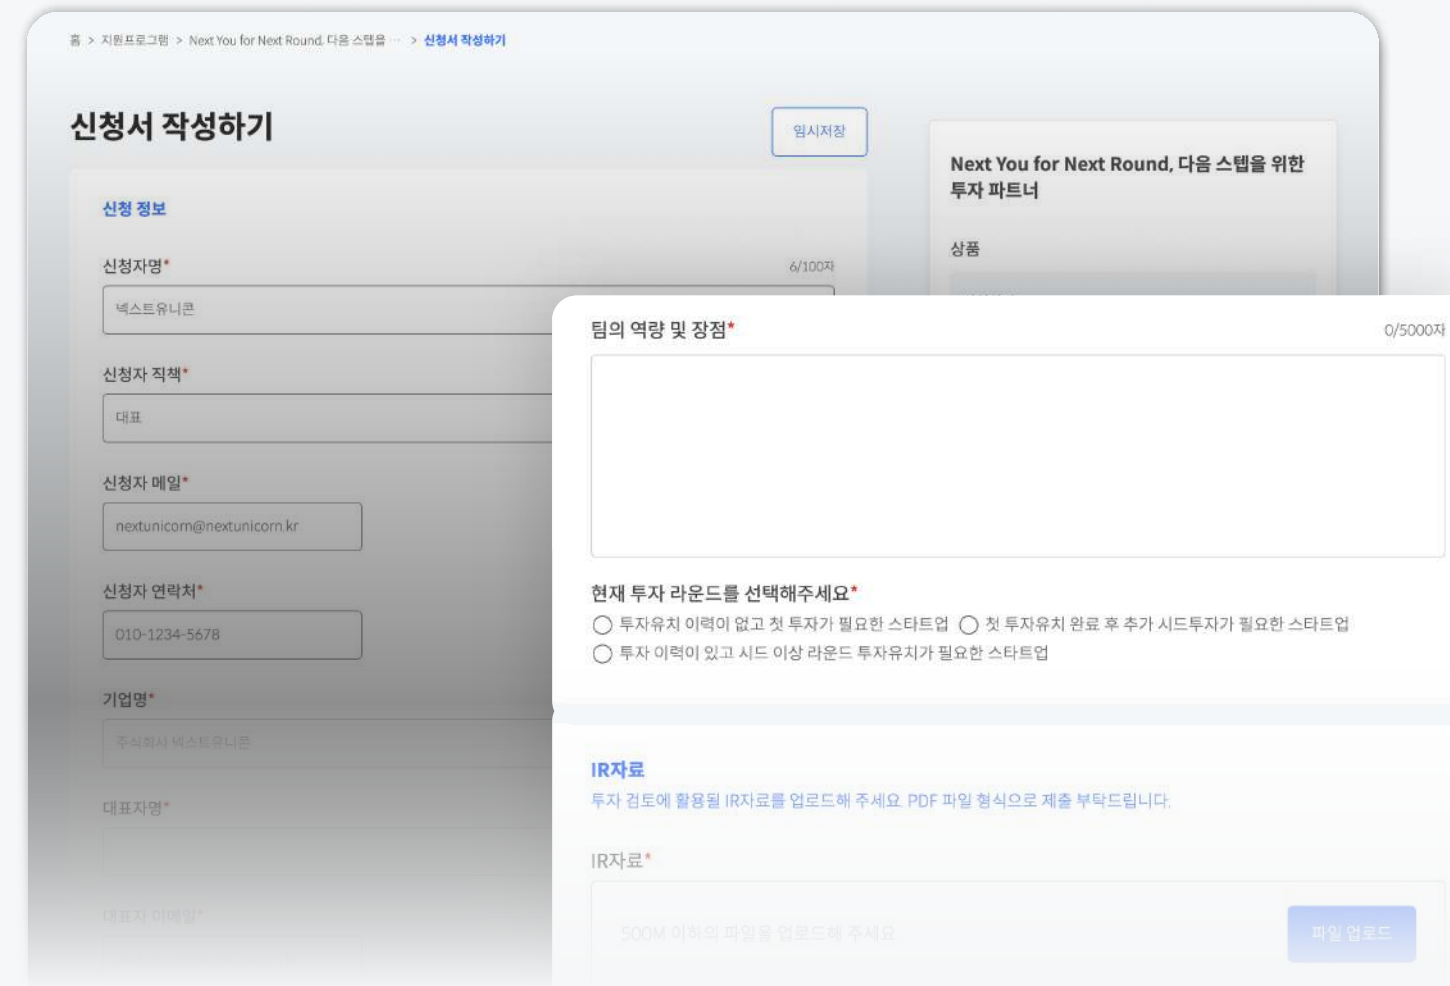 홈 > 지원프로그램 > Next You for Next Round, 다음 스텝을 ··· > 신청서 작성하기
신청서 작성하기
임시저장
신청 정보
신청자명*
6/100자
넥스트유니콘
신청자 직책*
대표
신청자 메일*
nextunicorn@nextunicorn.kr
신청자 연락처*
010-1234-5678
기업명*
주식회사 넥스트유니콘
대표자명*
대표자 이메일*
Next You for Next Round, 다음 스텝을 위한
투자 파트너
상품
팀의 역량 및 장점*
0/5000자
현재 투자 라운드를 선택해주세요*
투자유치 이력이 없고 첫 투자가 필요한 스타트업 첫 투자유치 완료 후 추가 시드투자가 필요한 스타트업
투자 이력이 있고 시드 이상 라운드 투자유치가 필요한 스타트업
IR자료
투자 검토에 활용될 IR자료를 업로드해 주세요. PDF 파일 형식으로 제출 부탁드립니다.
IR자료*
500M 이하의 파일을 업로드해 주세요
파일 업로드